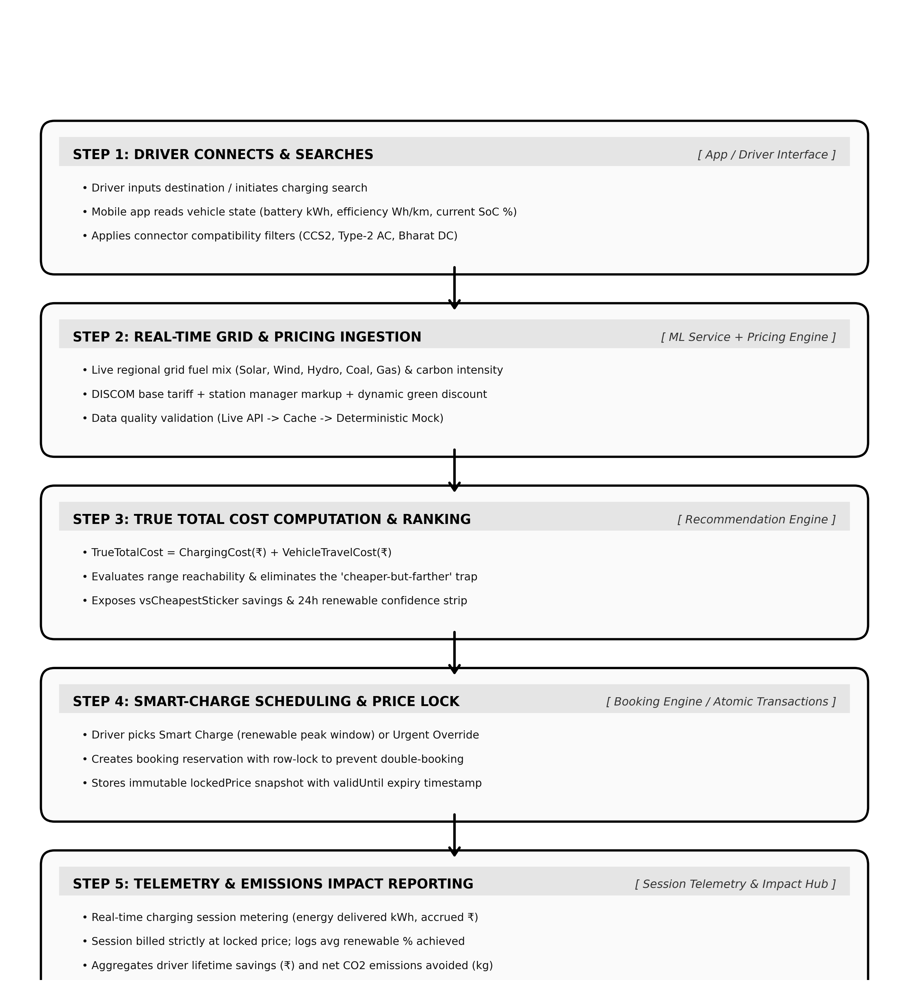 STEP 1: DRIVER CONNECTS & SEARCHES [ App / Driver Interface ]
• Driver inputs destination / initiates charging search
• Mobile app reads vehicle state (battery kWh, efficiency Wh/km, current SoC %)
• Applies connector compatibility filters (CCS2, Type-2 AC, Bharat DC)
STEP 2: REAL-TIME GRID & PRICING INGESTION [ ML Service + Pricing Engine ]
• Live regional grid fuel mix (Solar, Wind, Hydro, Coal, Gas) & carbon intensity
• DISCOM base tariff + station manager markup + dynamic green discount
• Data quality validation (Live API -> Cache -> Deterministic Mock)
STEP 3: TRUE TOTAL COST COMPUTATION & RANKING [ Recommendation Engine ]
• TrueTotalCost = ChargingCost(₹) + VehicleTravelCost(₹)
• Evaluates range reachability & eliminates the 'cheaper-but-farther' trap
• Exposes vsCheapestSticker savings & 24h renewable confidence strip
STEP 4: SMART-CHARGE SCHEDULING & PRICE LOCK [ Booking Engine / Atomic Transactions ]
• Driver picks Smart Charge (renewable peak window) or Urgent Override
• Creates booking reservation with row-lock to prevent double-booking
• Stores immutable lockedPrice snapshot with validUntil expiry timestamp
STEP 5: TELEMETRY & EMISSIONS IMPACT REPORTING [ Session Telemetry & Impact Hub ]
• Real-time charging session metering (energy delivered kWh, accrued ₹)
• Session billed strictly at locked price; logs avg renewable % achieved
• Aggregates driver lifetime savings (₹) and net CO2 emissions avoided (kg)